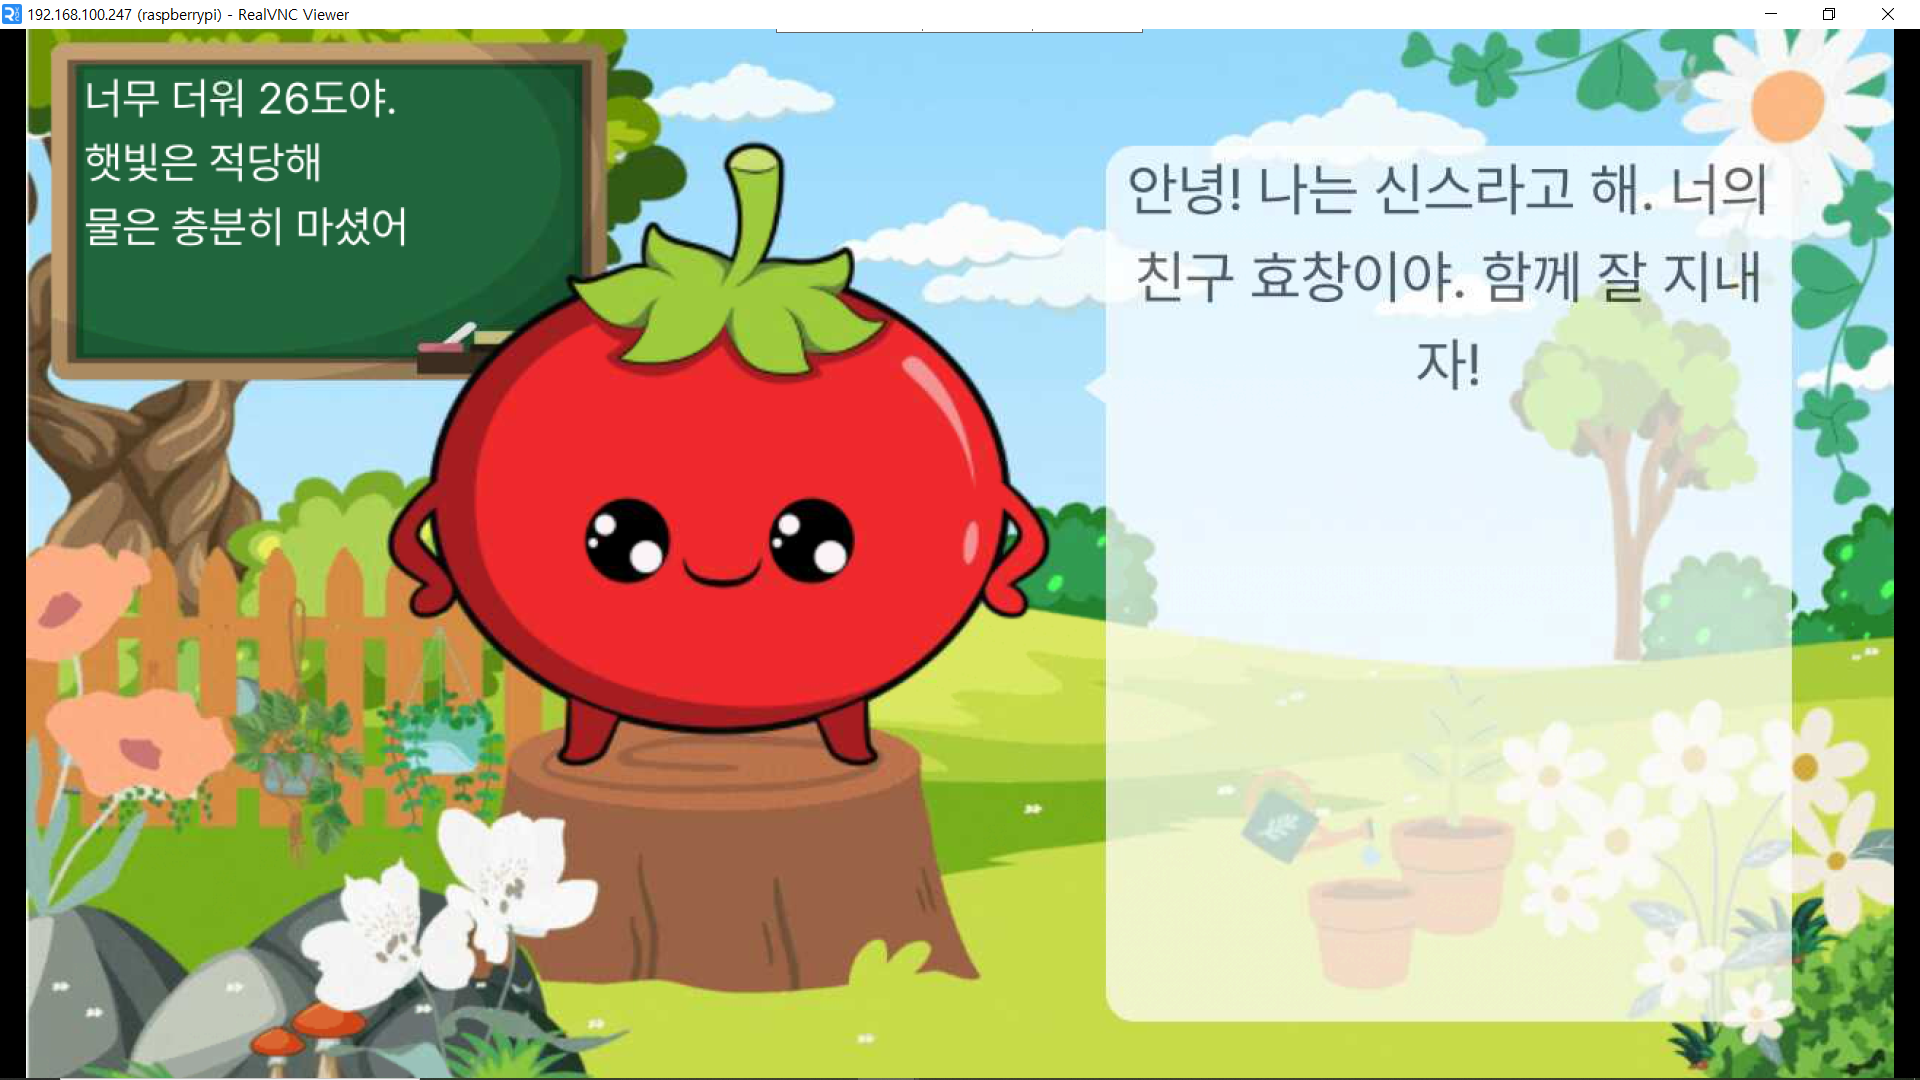 192.168.100.247 (raspberrypi) - RealVNC Viewer
너무 더워 26도야.
햇빛은 적당해
물은 충분히 마셨어
안녕! 나는 신스라고 해. 너의
친구 효창이야. 함께 잘 지내
자!